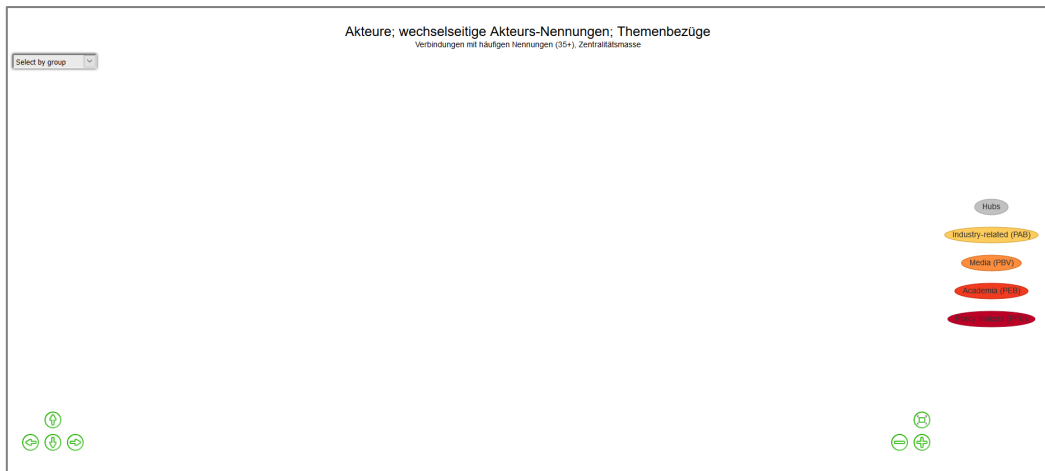 Akteure; wechselseitige Akteurs-Nennungen; Themenbezüge
Verbindungen mit häufigen Nennungen (35+), Zentralitätsmasse
Select by group
Hubs
Industry-related (PAB)
Media (PBV)
Academia (PEB)